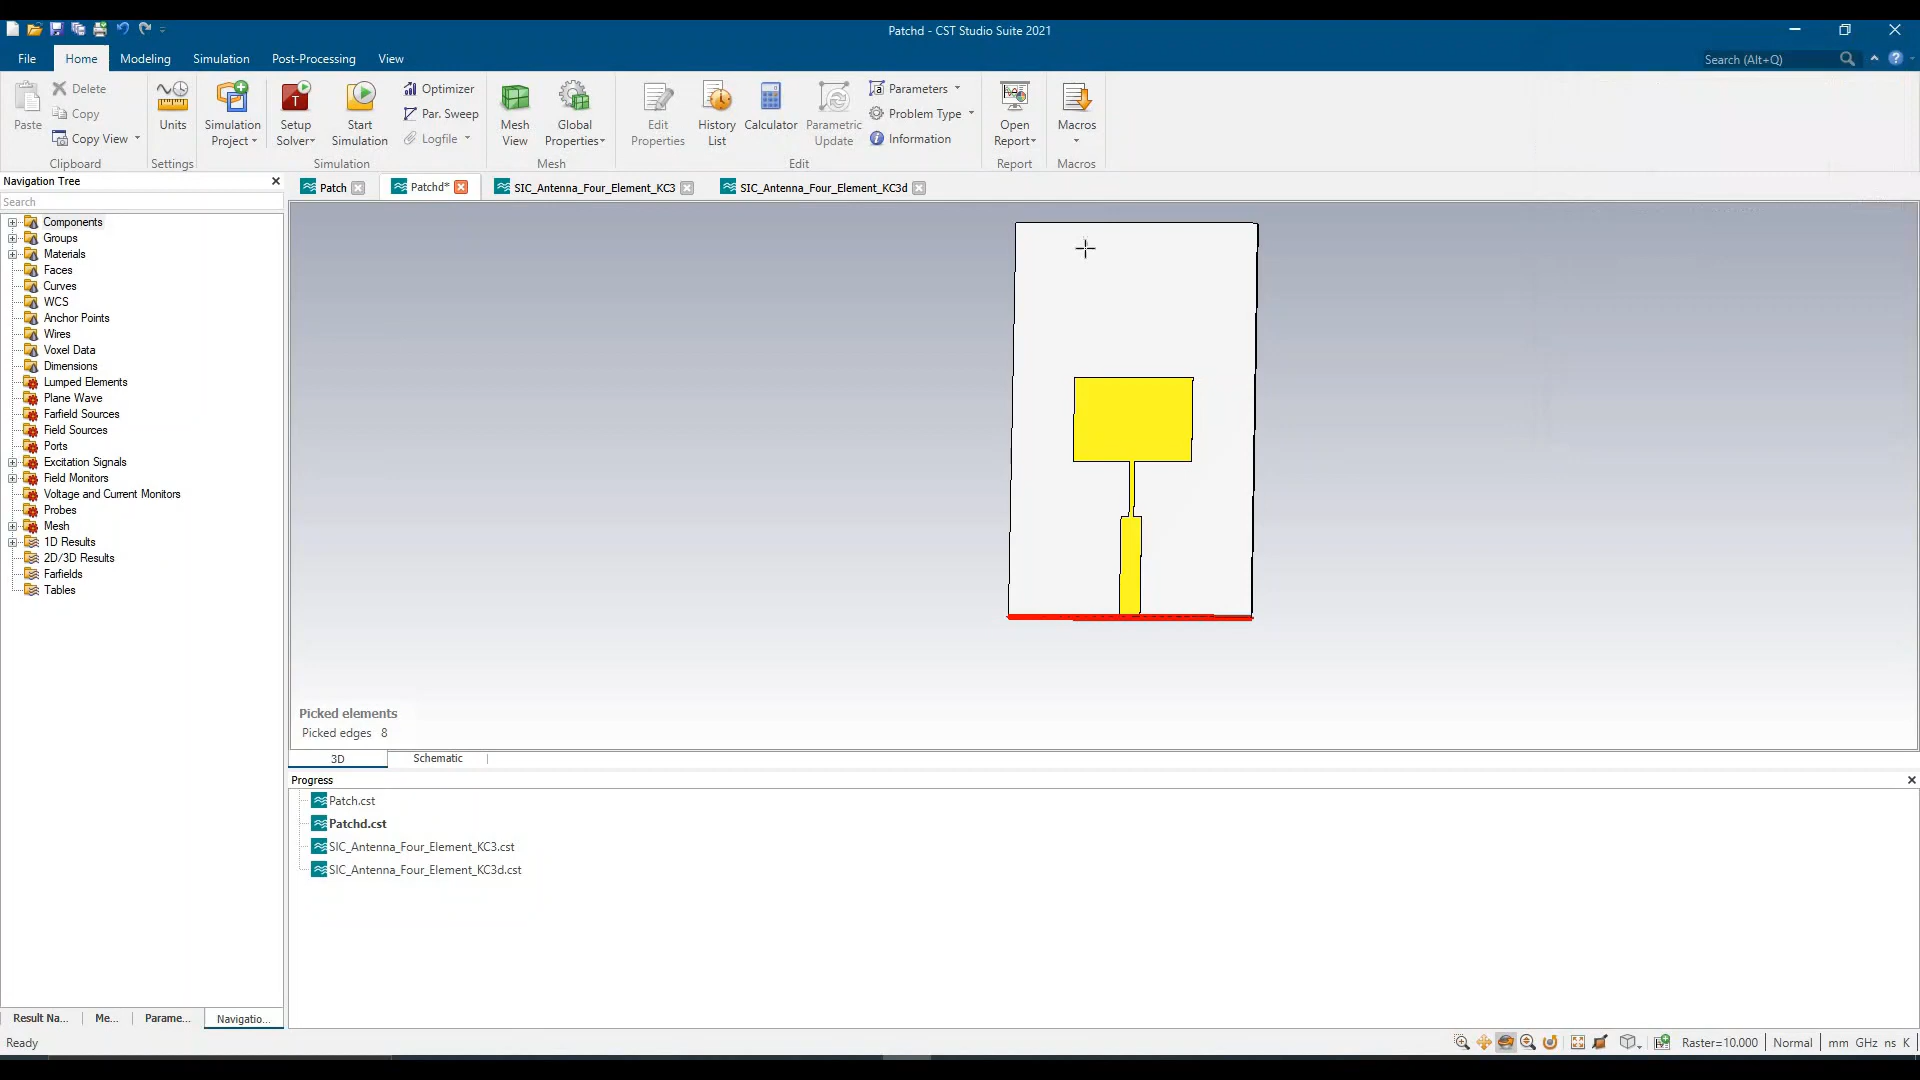 Patchd - CST Studio Suite 2021
File Home Modeling Simulation Post-Processing View
Search (Alt+Q)
Paste
Delete
Copy
Copy View
Clipboard
Units
Settings
Simulation Project
Setup Solver
Start Simulation
Optimizer
Par. Sweep
Logfile
Simulation
Mesh View
Global Properties
Mesh
Edit Properties
History List
Calculator
Parametric Update
Parameters
Problem Type
Information
Edit
Open Report
Report
Macros
Macros
Navigation Tree
Search
Components
Groups
Materials
Faces
Curves
WCS
Anchor Points
Wires
Voxel Data
Dimensions
Lumped Elements
Plane Wave
Farfield Sources
Field Sources
Ports
Excitation Signals
Field Monitors
Voltage and Current Monitors
Probes
Mesh
1D Results
2D/3D Results
Farfields
Tables
Result Na... Me... Parame... Navigatio...
Patch Patchd* SIC_Antenna_Four_Element_KC3 SIC_Antenna_Four_Element_KC3d
Picked elements
Picked edges 8
3D Schematic
Progress
Patch.cst
Patchd.cst
SIC_Antenna_Four_Element_KC3.cst
SIC_Antenna_Four_Element_KC3d.cst
Ready
Raster=10.000 Normal mm GHz ns K